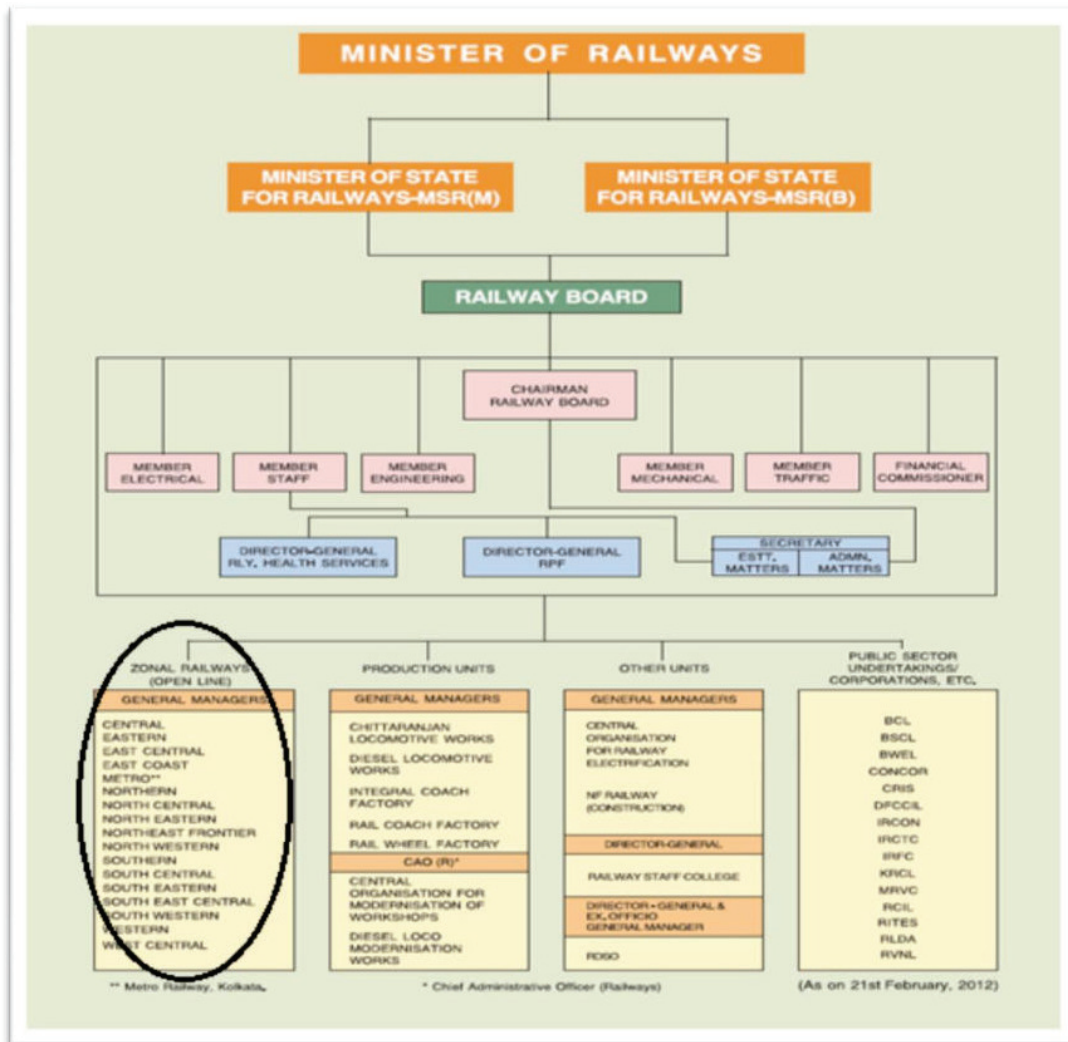 MINISTER OF RAILWAYS
MINISTER OF STATE
FOR RAILWAYS-MSR(M)
MINISTER OF STATE
FOR RAILWAYS-MSR(B)
RAILWAY BOARD
CHAIRMAN
RAILWAY BOARD
MEMBER
ELECTRICAL
MEMBER
STAFF
MEMBER
ENGINEERING
MEMBER
MECHANICAL
MEMBER
TRAFFIC
FINANCIAL
COMMISSIONER
DIRECTOR-GENERAL
RLY, HEALTH SERVICES
DIRECTOR-GENERAL
RPF
SECRETARY
ESTT,
MATTERS
ADMN,
MATTERS
ZONAL RAILWAYS
(OPEN LINE)
GENERAL MANAGERS
CENTRAL
EASTERN
EAST CENTRAL
EAST COAST
METRO**
NORTHERN
NORTH CENTRAL
NORTH EASTERN
NORTHEAST FRONTIER
NORTH WESTERN
SOUTHERN
SOUTH CENTRAL
SOUTH EASTERN
SOUTH EAST CENTRAL
SOUTH WESTERN
WESTERN
WEST CENTRAL
** Metro Railway, Kolkata,
PRODUCTION UNITS
GENERAL MANAGERS
CHITTARANJAN
LOCOMOTIVE WORKS
DIESEL LOCOMOTIVE
WORKS
INTEGRAL COACH
FACTORY
RAIL COACH FACTORY
RAIL WHEEL FACTORY
CAO (R)*
CENTRAL
ORGANISATION FOR
MODERNISATION OF
WORKSHOPS
DIESEL LOCO
MODERNISATION
WORKS
* Chief Administrative Officer (Railways)
OTHER UNITS
GENERAL MANAGERS
CENTRAL
ORGANISATION
FOR RAILWAY
ELECTRIFICATION
NF RAILWAY
(CONSTRUCTION)
DIRECTOR-GENERAL
RAILWAY STAFF COLLEGE
DIRECTOR - GENERAL &
EX, OFFICIO
GENERAL MANAGER
RDSO
PUBLIC SECTOR
UNDERTAKINGS/
CORPORATIONS, ETC,
BCL
BSCL
BWEL
CONCOR
CRIS
DFCCIL
IRCON
IRCTC
IRFC
KRCL
MRVC
RCIL
RITES
RLDA
RVNL
(As on 21st February, 2012)